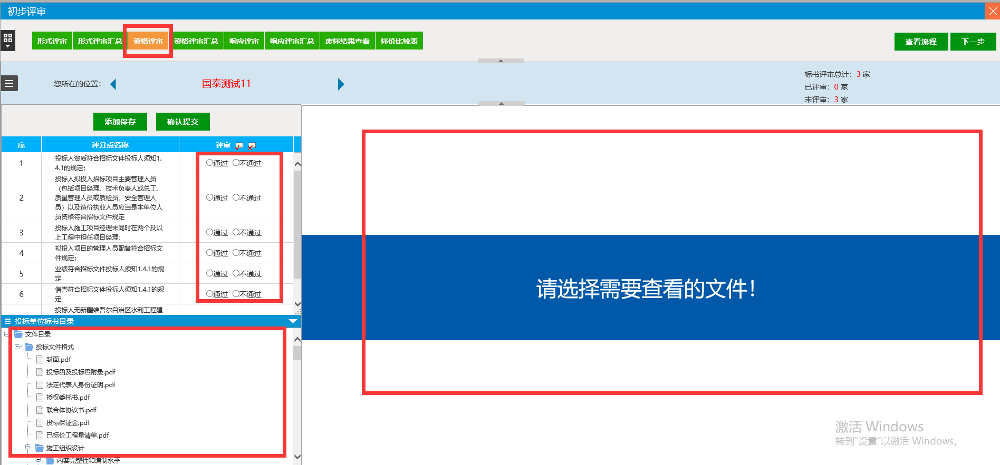 初步评审
形式评审 形式评审汇总 资格评审 资格评审汇总 响应评审 响应评审汇总 废标结果查看 标价比较表 查看流程 下一步
您所在的位置： 国泰测试11
标书评审总计：3 家
已评审：0 家
未评审：3 家
添加保存 确认提交
序 评分点名称 评审
1 投标人资质符合招标文件投标人须知1.
4.1的规定； 通过 不通过
2 投标人拟投入招标项目主要管理人员
（包括项目经理、技术负责人或总工、
质量管理人员或质检员、安全管理人
员）以及造价执业人员应当是本单位人
员资格符合招标文件规定 通过 不通过
3 投标人施工项目经理未同时在两个及以
上工程中担任项目经理； 通过 不通过
4 拟投入项目的管理人员配备符合招标文
件规定； 通过 不通过
5 业绩符合招标文件投标人须知1.4.1的规
定 通过 不通过
6 信誉符合招标文件投标人须知1.4.1的规
定 通过 不通过
投标人无新疆维吾尔自治区水利工程建
投标单位标书目录
文件目录
投标文件格式
封面.pdf
投标函及投标函附录.pdf
法定代表人身份证明.pdf
授权委托书.pdf
联合体协议书.pdf
投标保证金.pdf
已标价工程量清单.pdf
施工组织设计
内容完整性和编制水平
请选择需要查看的文件！
激活 Windows
转到“设置”以激活 Windows。